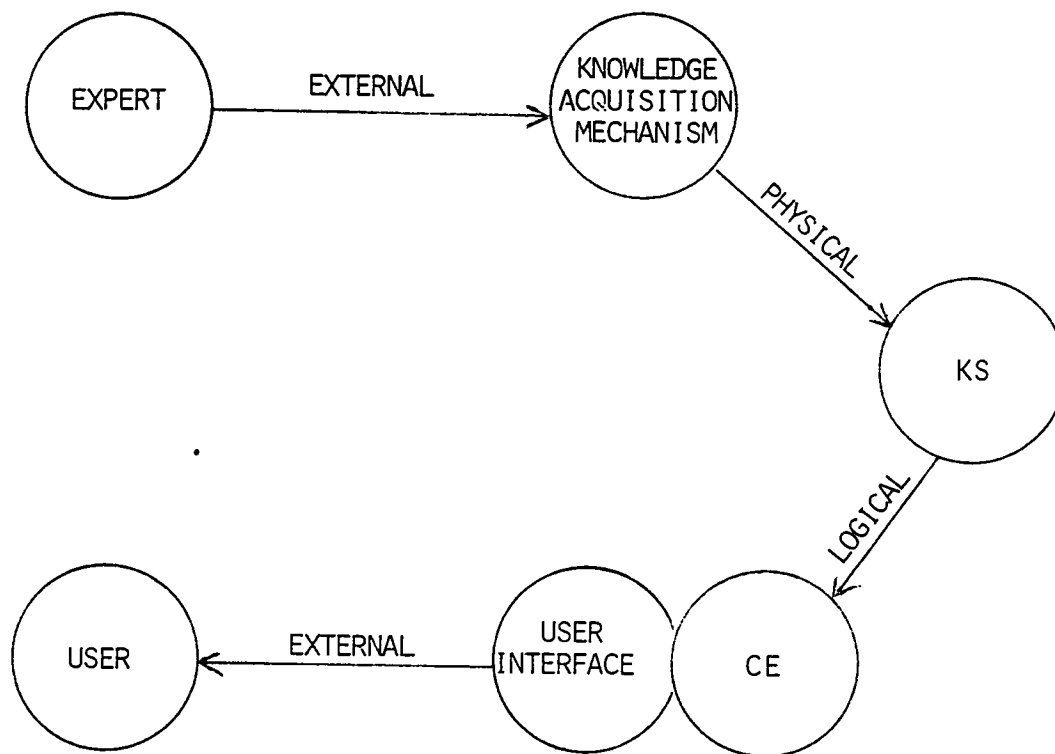 EXPERT
EXTERNAL
KNOWLEDGE
ACQUISITION
MECHANISM
PHYSICAL
KS
LOGICAL
CE
USER
INTERFACE
EXTERNAL
USER